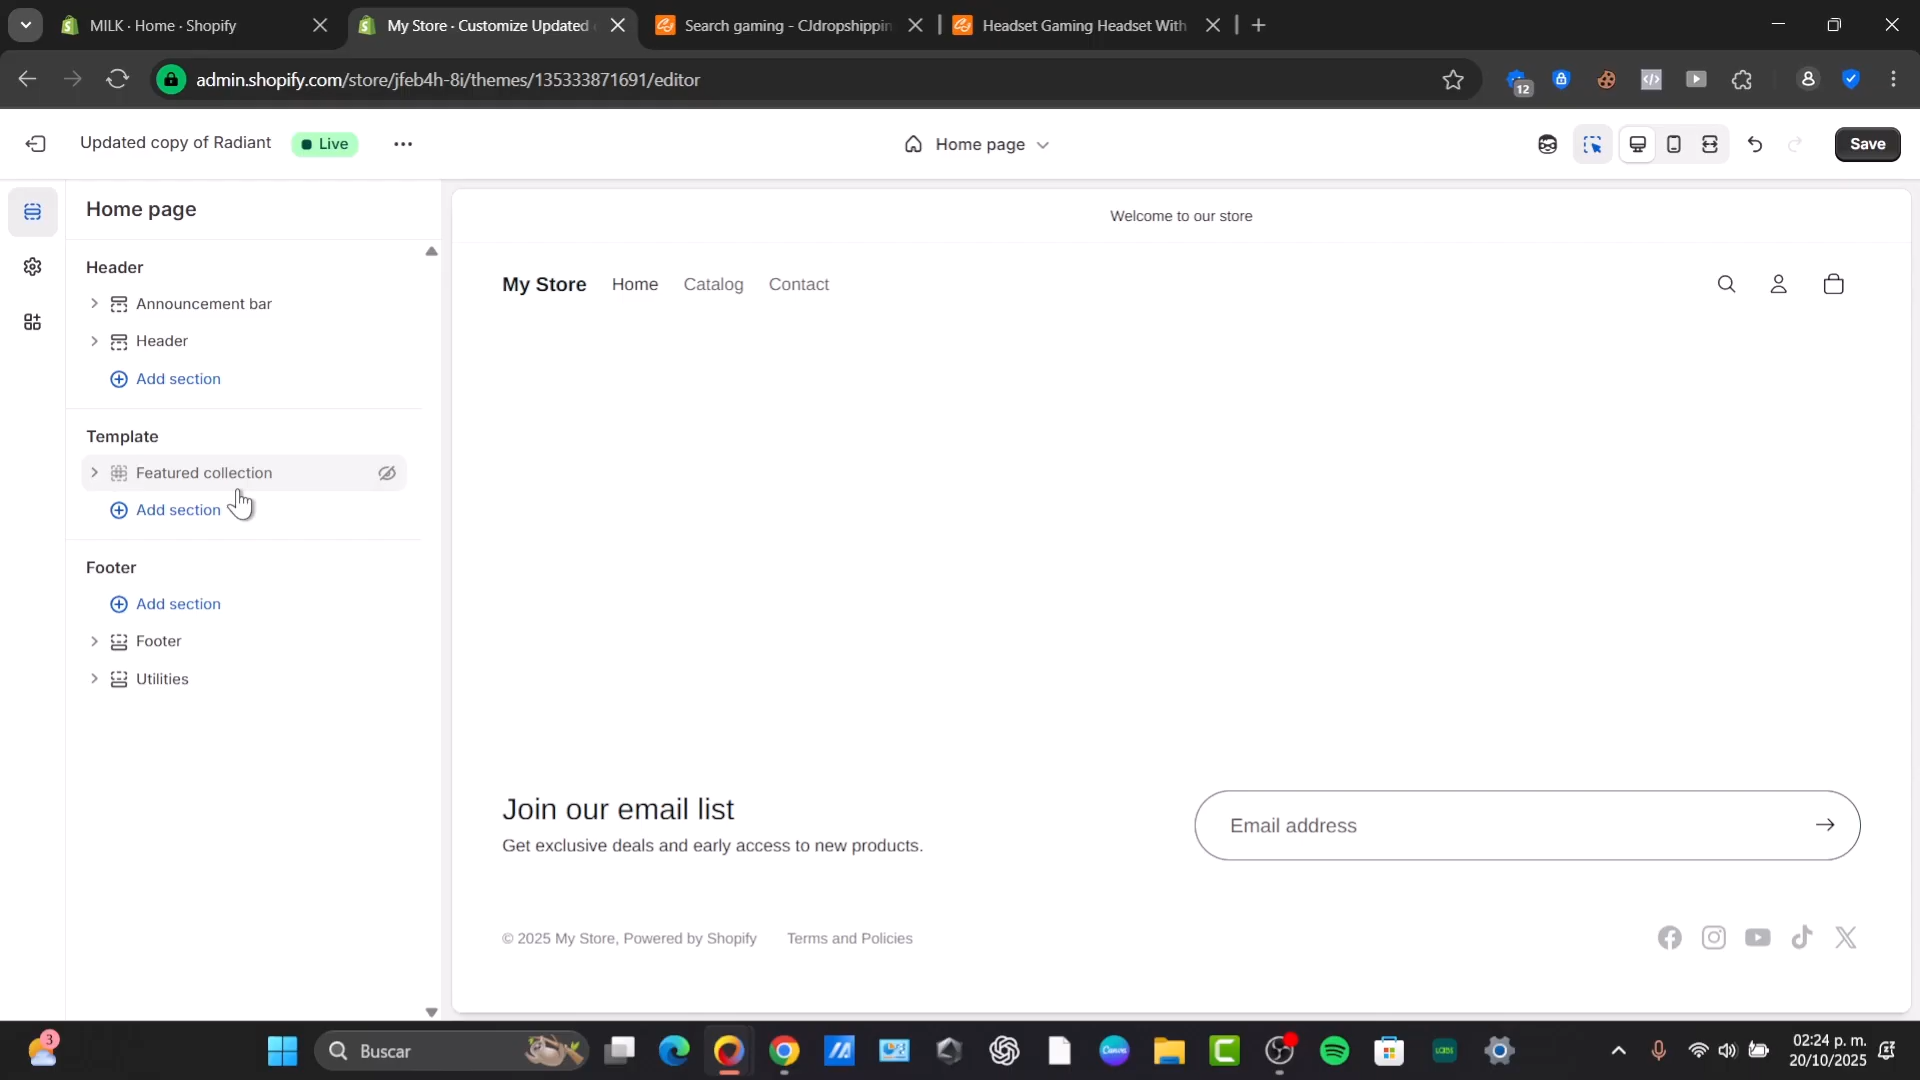 MILK · Home · Shopify
My Store · Customize Updated
Search gaming - CJdropshippin
Headset Gaming Headset With
admin.shopify.com/store/jfeb4h-8i/themes/135333871691/editor
12
Updated copy of Radiant
Live
Home page
Save
Home page
Header
Announcement bar
Header
Add section
Template
Featured collection
Add section
Footer
Add section
Footer
Utilities
Welcome to our store
My Store
Home
Catalog
Contact
Join our email list
Get exclusive deals and early access to new products.
Email address
© 2025 My Store, Powered by Shopify
Terms and Policies
3
Buscar
Canva
02:24 p. m.
20/10/2025